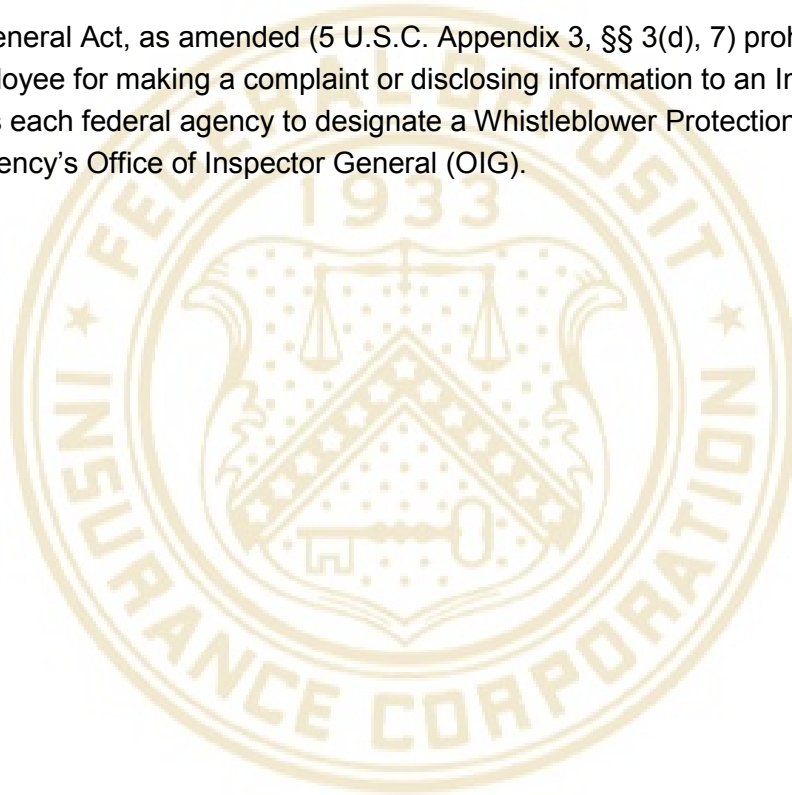 eneral Act, as amended (5 U.S.C. Appendix 3, §§ 3(d), 7) proh
ployee for making a complaint or disclosing information to an In
s each federal agency to designate a Whistleblower Protection
ency’s Office of Inspector General (OIG).
FEDERAL DEPOSIT
1933
INSURANCE CORPORATION